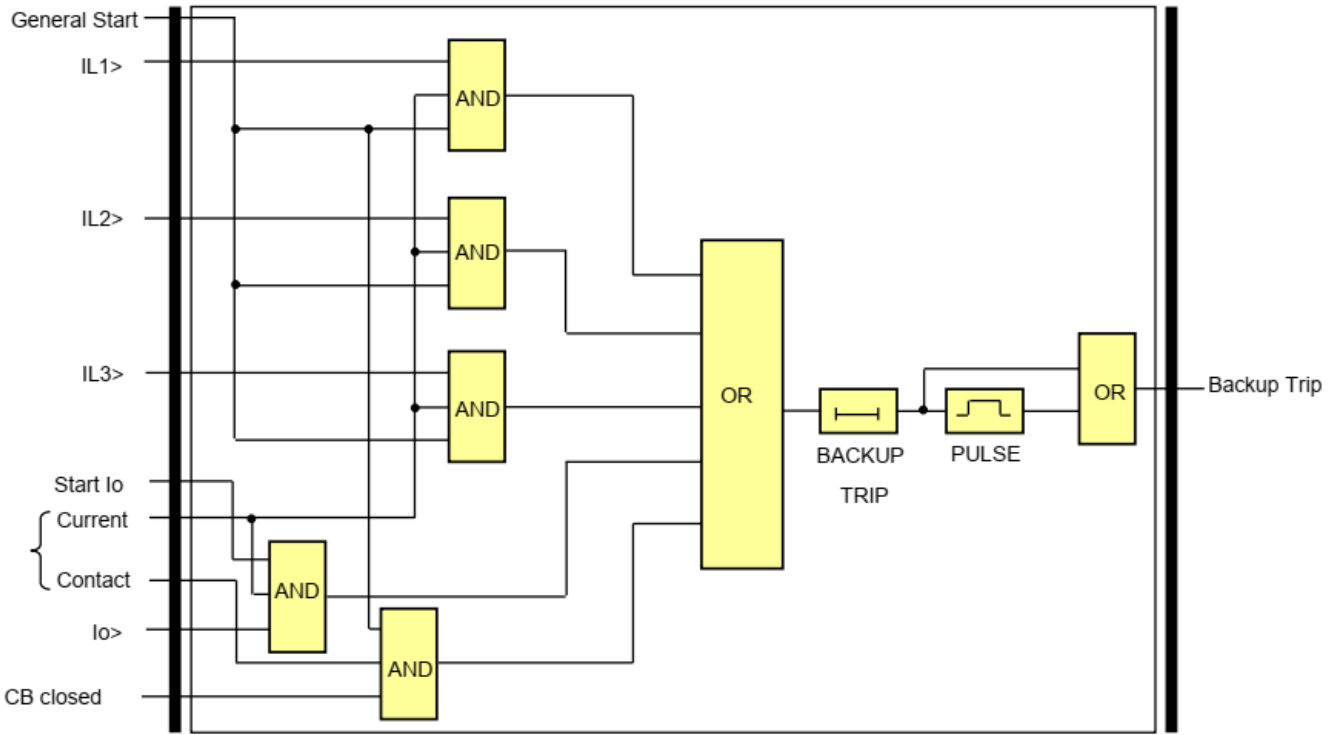 General Start
IL1>
AND
IL2>
AND
OR
IL3>
AND
OR
Backup Trip
BACKUP
TRIP
PULSE
Start Io
Current
Contact
AND
Io>
AND
CB closed